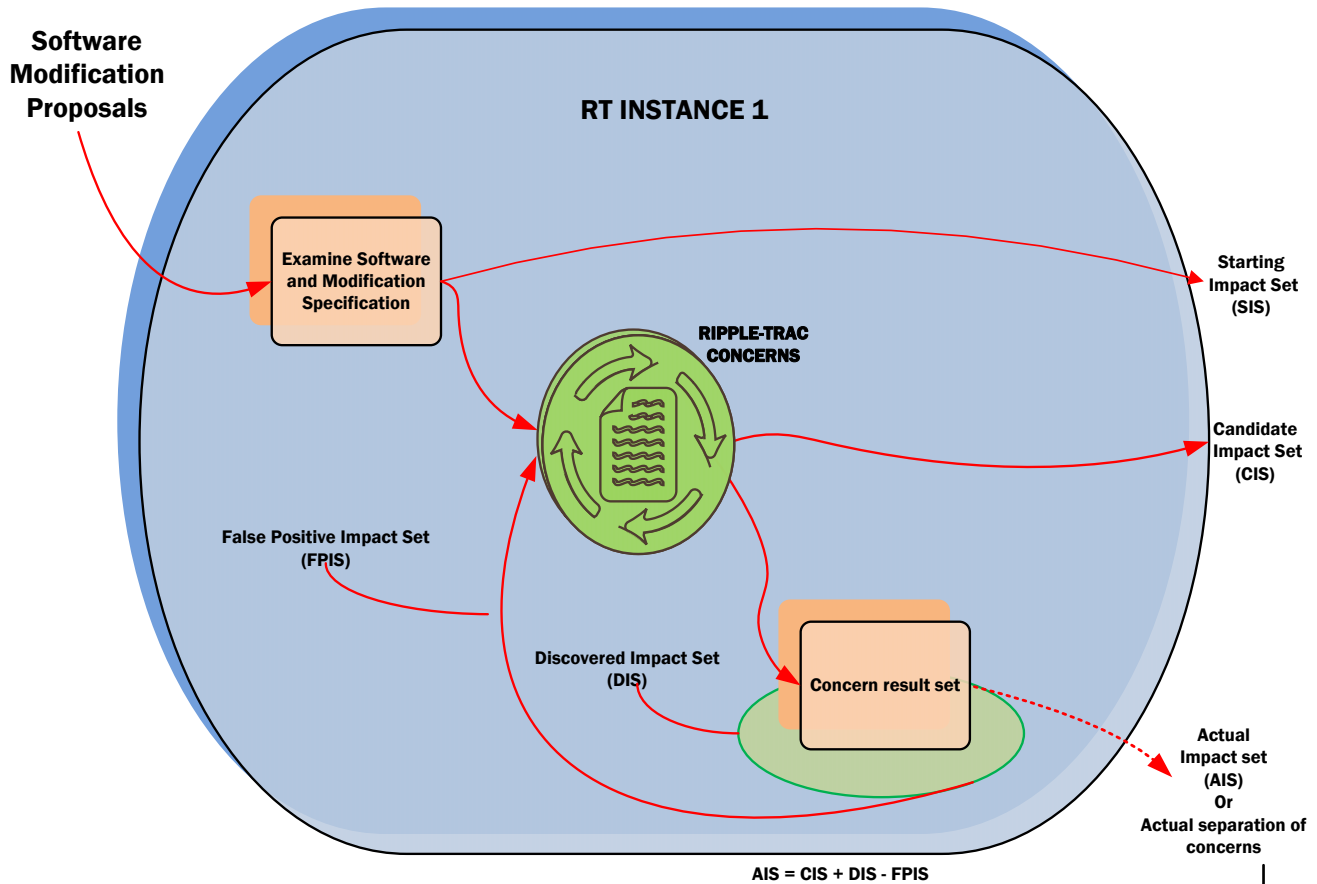 Software
Modification
Proposals
RT INSTANCE 1
Examine Software
and Modification
Specification
Starting
Impact Set
(SIS)
RIPPLE-TRAC
CONCERNS
Candidate
Impact Set
(CIS)
False Positive Impact Set
(FPIS)
Discovered Impact Set
(DIS)
Concern result set
Actual
Impact set
(AIS)
Or
Actual separation of
concerns
AIS = CIS + DIS - FPIS